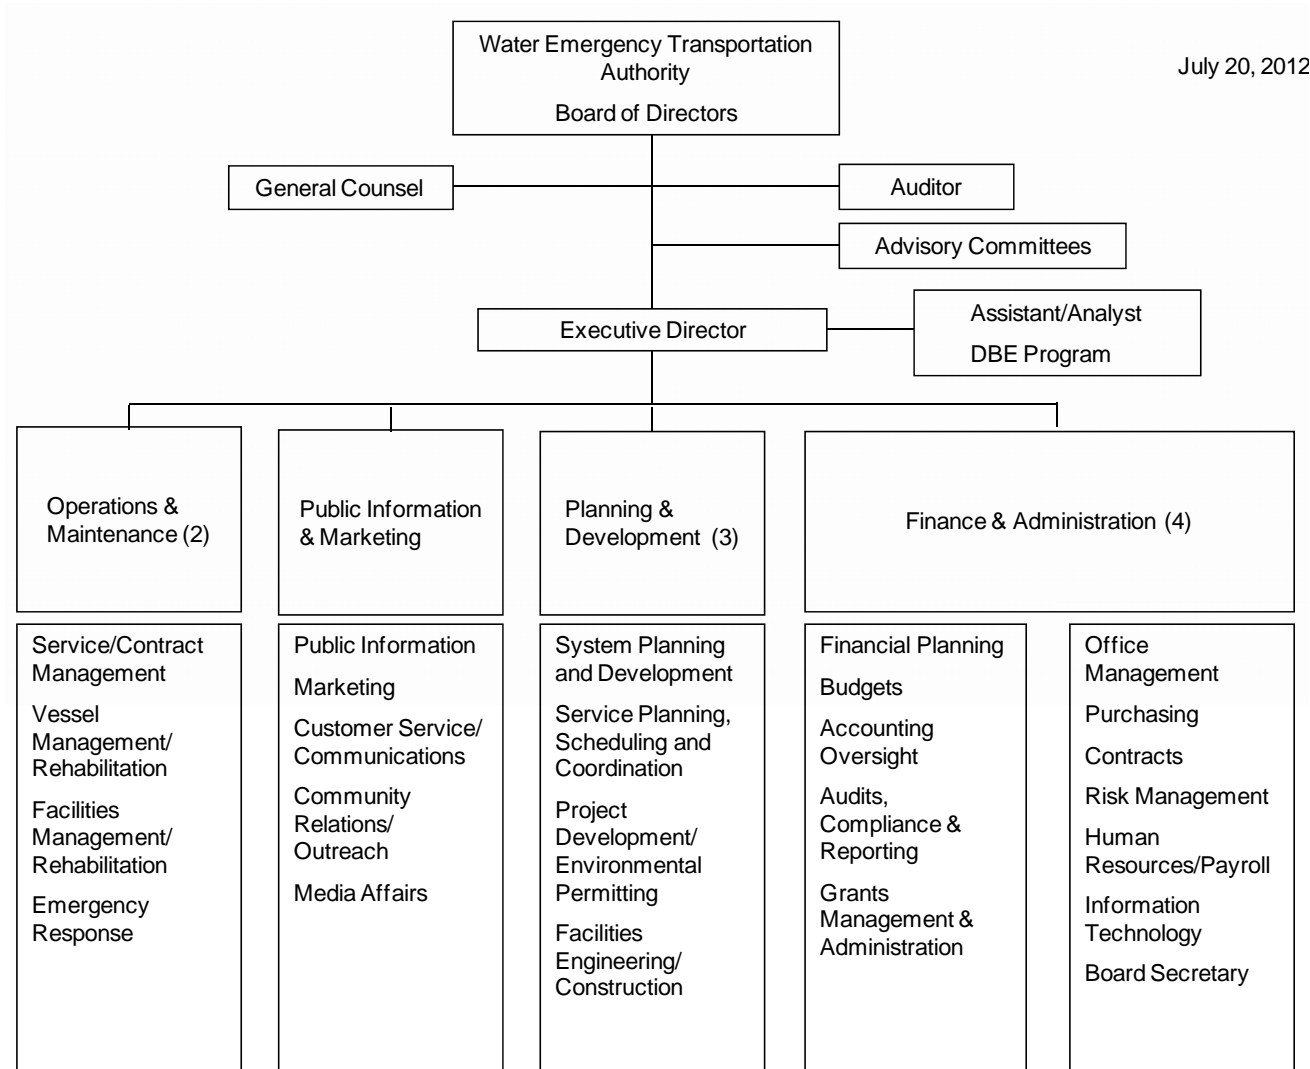 Water Emergency Transportation
Authority
Board of Directors
July 20, 2012
General Counsel
Auditor
Advisory Committees
Executive Director
Assistant/Analyst
DBE Program
Operations &
Maintenance (2)
Public Information
& Marketing
Planning &
Development (3)
Finance & Administration (4)
Service/Contract
Management
Vessel
Management/
Rehabilitation
Facilities
Management/
Rehabilitation
Emergency
Response
Public Information
Marketing
Customer Service/
Communications
Community
Relations/
Outreach
Media Affairs
System Planning
and Development
Service Planning,
Scheduling and
Coordination
Project
Development/
Environmental
Permitting
Facilities
Engineering/
Construction
Financial Planning
Budgets
Accounting
Oversight
Audits,
Compliance &
Reporting
Grants
Management &
Administration
Office
Management
Purchasing
Contracts
Risk Management
Human
Resources/Payroll
Information
Technology
Board Secretary